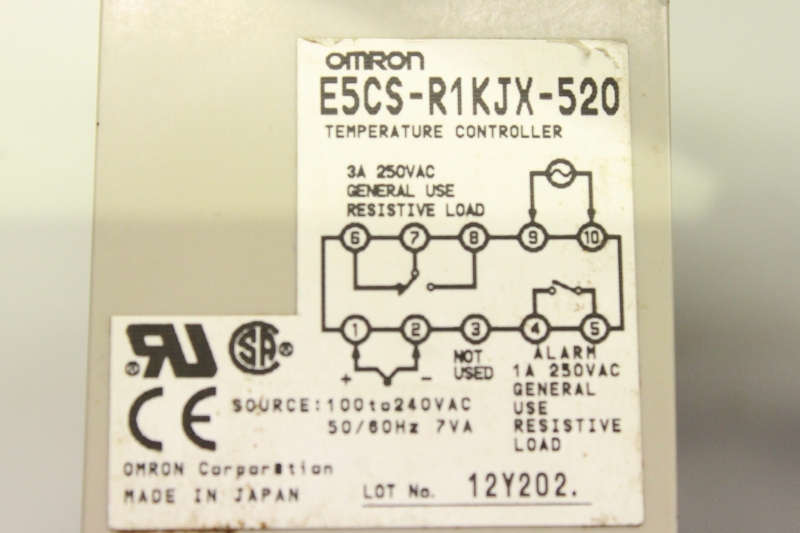 OMRON
E5CS-R1KJX-520
TEMPERATURE CONTROLLER
3A 250VAC
GENERAL USE
RESISTIVE LOAD
6 7 8 9 10
1 2 3 4 5
+ -
NOT
USED
ALARM
1A 250VAC
GENERAL
USE
RESISTIVE
LOAD
RU ®
SA ®
CE
SOURCE:100to240VAC
50/60Hz 7VA
OMRON Corporation
MADE IN JAPAN
LOT No. 12Y202.